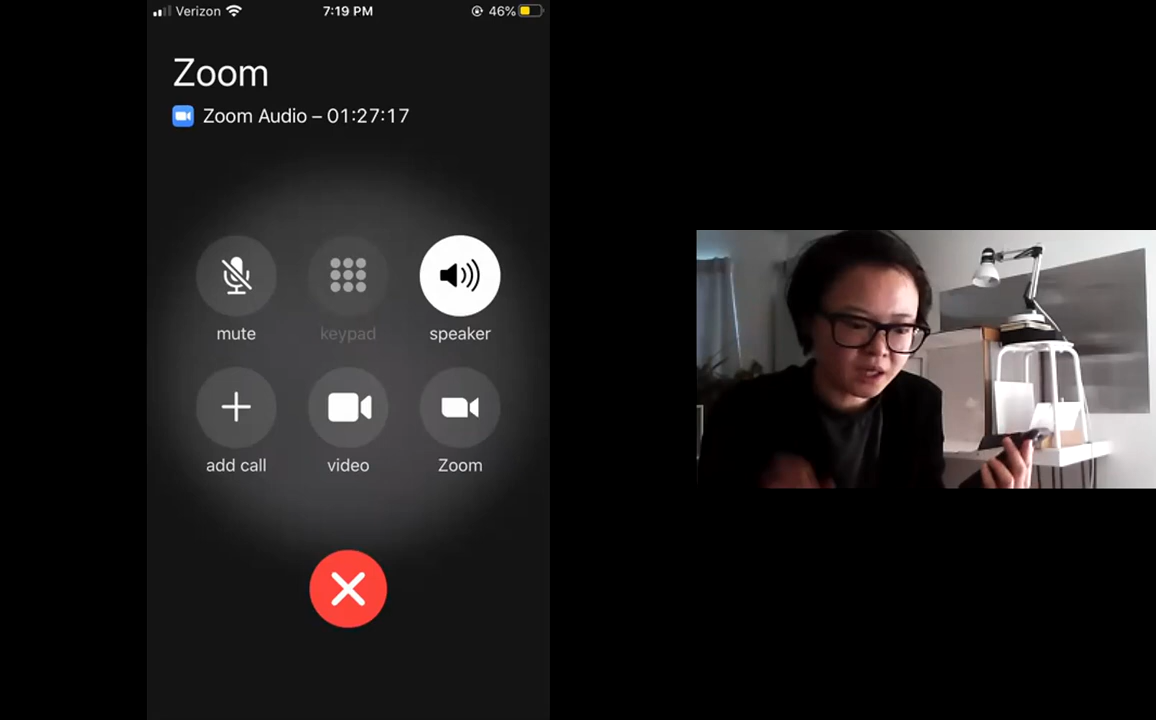 Verizon 7:19 PM 46%
Zoom
Zoom Audio – 01:27:17
mute keypad speaker
add call video Zoom